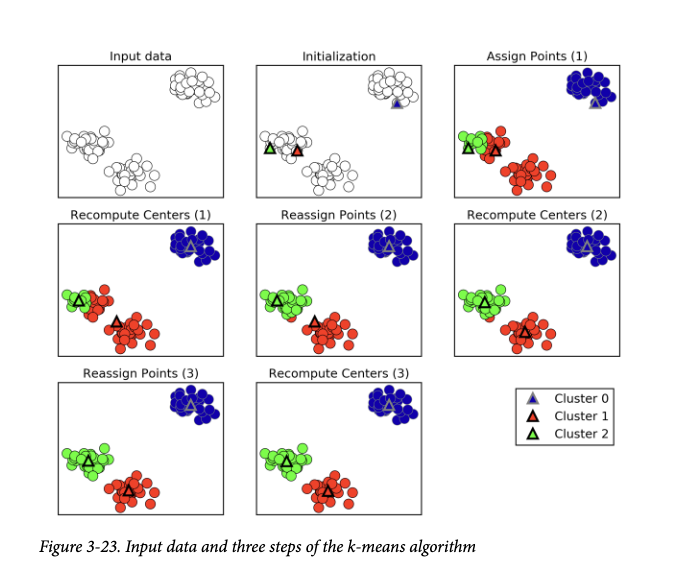 Input data
Initialization
Assign Points (1)
Recompute Centers (1)
Reassign Points (2)
Recompute Centers (2)
Reassign Points (3)
Recompute Centers (3)
Cluster 0
Cluster 1
Cluster 2
Figure 3-23. Input data and three steps of the k-means algorithm